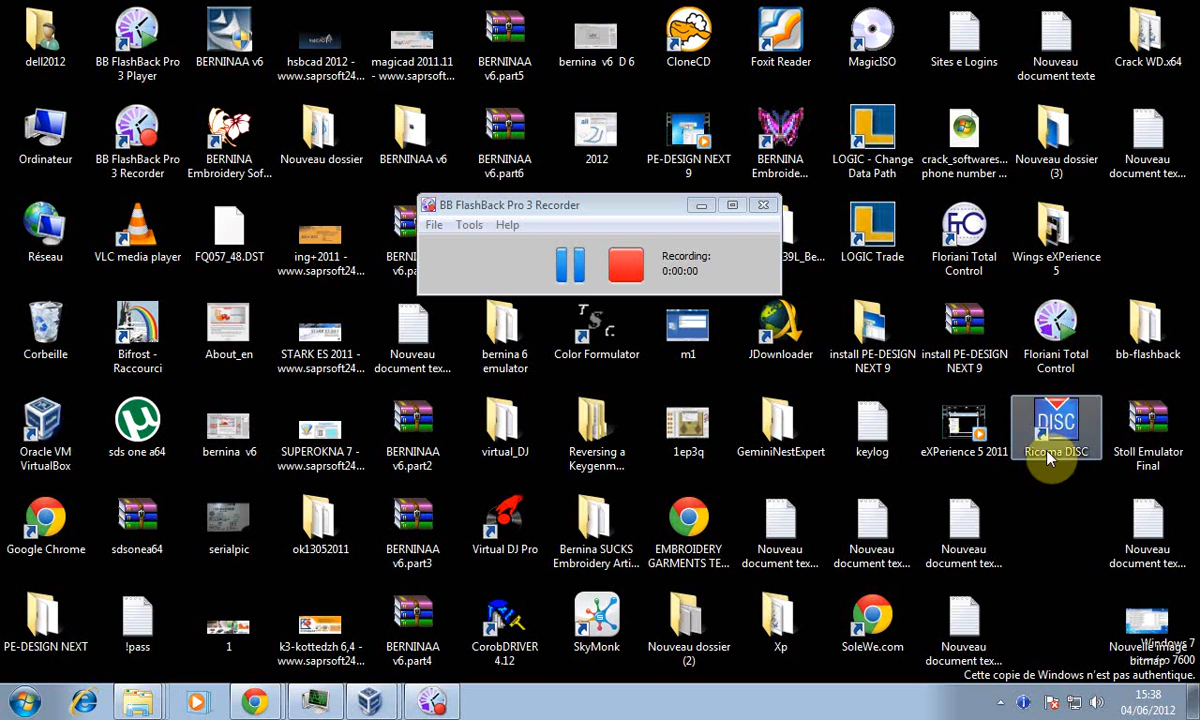 dell2012
BB FlashBack Pro
3 Player
BERNINAA v6
hsbcad 2012 -
www.saprsoft24...
magicad 2011.11
- www.saprsoft...
BERNINAA
v6.part5
bernina v6 D 6
CloneCD
Foxit Reader
MagicISO
Sites e Logins
Nouveau
document texte
Crack WD.x64
Ordinateur
BB FlashBack Pro
3 Recorder
BERNINA
Embroidery Sof...
Nouveau dossier
BERNINAA v6
BERNINAA
v6.part6
2012
PE-DESIGN NEXT
9
BERNINA
Embroide...
LOGIC - Change
Data Path
crack_softwares...
phone number ...
Nouveau dossier
(3)
Nouveau
document tex...
BB FlashBack Pro 3 Recorder
File Tools Help
Recording:
0:00:00
Réseau
VLC media player
FQ057_48.DST
ing+2011 -
www.saprsoft24...
LOGIC Trade
Floriani Total
Control
Wings eXPerience
5
Nouveau
document tex...
Corbeille
Bifrost -
Raccourci
About_en
STARK ES 2011 -
www.saprsoft24...
Nouveau
document tex...
bernina 6
emulator
TSC
Color Formulator
m1
JDownloader
install PE-DESIGN
NEXT 9
install PE-DESIGN
NEXT 9
Floriani Total
Control
bb-flashback
Oracle VM
VirtualBox
sds one a64
bernina v6
SUPEROKNA 7 -
www.saprsoft24...
BERNINAA
v6.part2
virtual_DJ
Reversing a
Keygenm...
1ep3q
GeminiNestExpert
keylog
eXPerience 5 2011
DISC
Ricoma DISC
Stoll Emulator
Final
Google Chrome
sdsonea64
serialpic
ok13052011
BERNINAA
v6.part3
Virtual DJ Pro
Bernina SUCKS
Embroidery Arti...
EMBROIDERY
GARMENTS TE...
Nouveau
document tex...
Nouveau
document tex...
Nouveau
document tex...
Nouveau
document tex...
PE-DESIGN NEXT
!pass
1
k3-kottedzh 6,4 -
www.saprsoft24...
BERNINAA
v6.part4
CorobDRIVER
4.12
SkyMonk
Nouveau dossier
(2)
Xp
SoleWe.com
Nouveau
document tex...
Nouvelle image
bitmap
Windows 7
7600
Cette copie de Windows n'est pas authentique.
15:38
04/06/2012